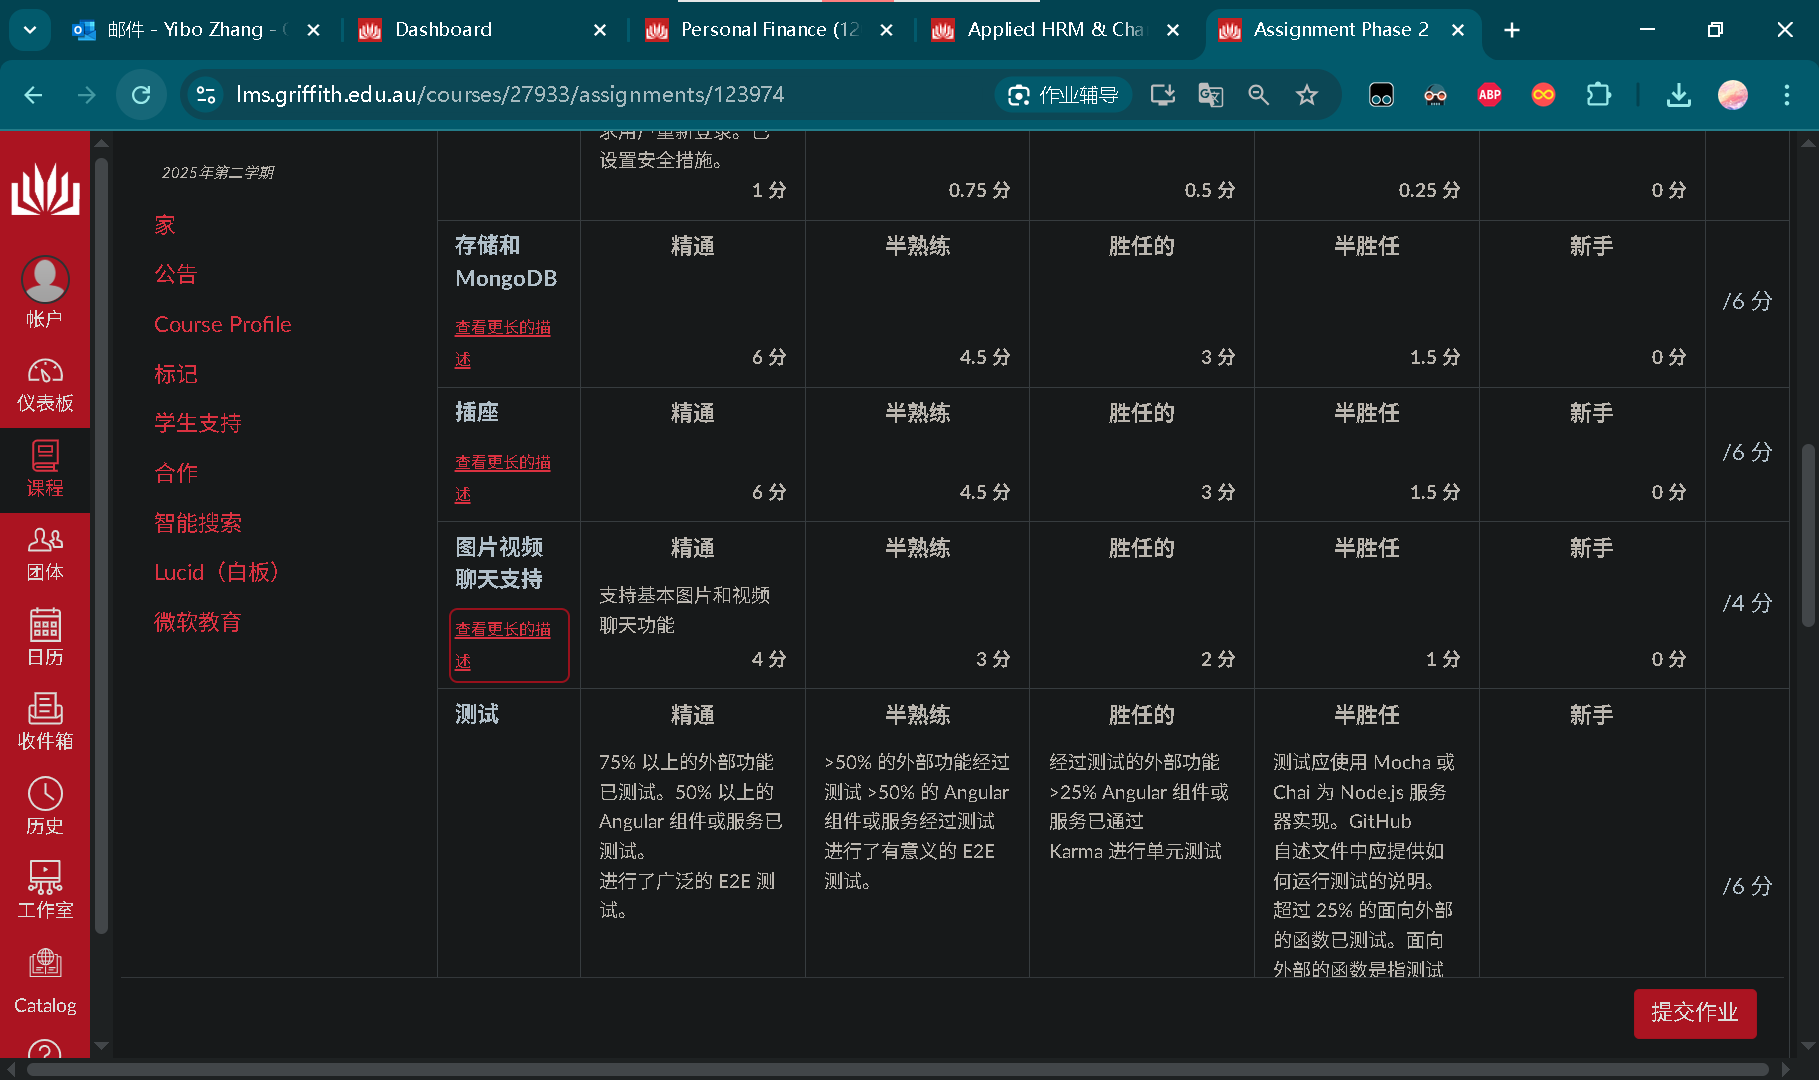 邮件 - Yibo Zhang -
Dashboard
Personal Finance (12
Applied HRM & Cha
Assignment Phase 2
lms.griffith.edu.au/courses/27933/assignments/123974
作业辅导
ABP
帐户
仪表板
课程
团体
日历
收件箱
历史
工作室
Catalog
2025年第二学期
家
公告
Course Profile
标记
学生支持
合作
智能搜索
Lucid（白板）
微软教育
求用户重新登录。已
设置安全措施。
1 分
0.75 分
0.5 分
0.25 分
0 分
存储和
MongoDB
查看更长的描
述
精通
6 分
半熟练
4.5 分
胜任的
3 分
半胜任
1.5 分
新手
0 分
/6 分
插座
查看更长的描
述
精通
6 分
半熟练
4.5 分
胜任的
3 分
半胜任
1.5 分
新手
0 分
/6 分
图片视频
聊天支持
查看更长的描
述
精通
支持基本图片和视频
聊天功能
4 分
半熟练
3 分
胜任的
2 分
半胜任
1 分
新手
0 分
/4 分
测试
精通
75% 以上的外部功能
已测试。50% 以上的
Angular 组件或服务已
测试。
进行了广泛的 E2E 测
试。
半熟练
>50% 的外部功能经过
测试 >50% 的 Angular
组件或服务经过测试
进行了有意义的 E2E
测试。
胜任的
经过测试的外部功能
>25% Angular 组件或
服务已通过
Karma 进行单元测试
半胜任
测试应使用 Mocha 或
Chai 为 Node.js 服务
器实现。GitHub
自述文件中应提供如
何运行测试的说明。
超过 25% 的面向外部
的函数已测试。面向
外部的函数是指测试
新手
/6 分
提交作业